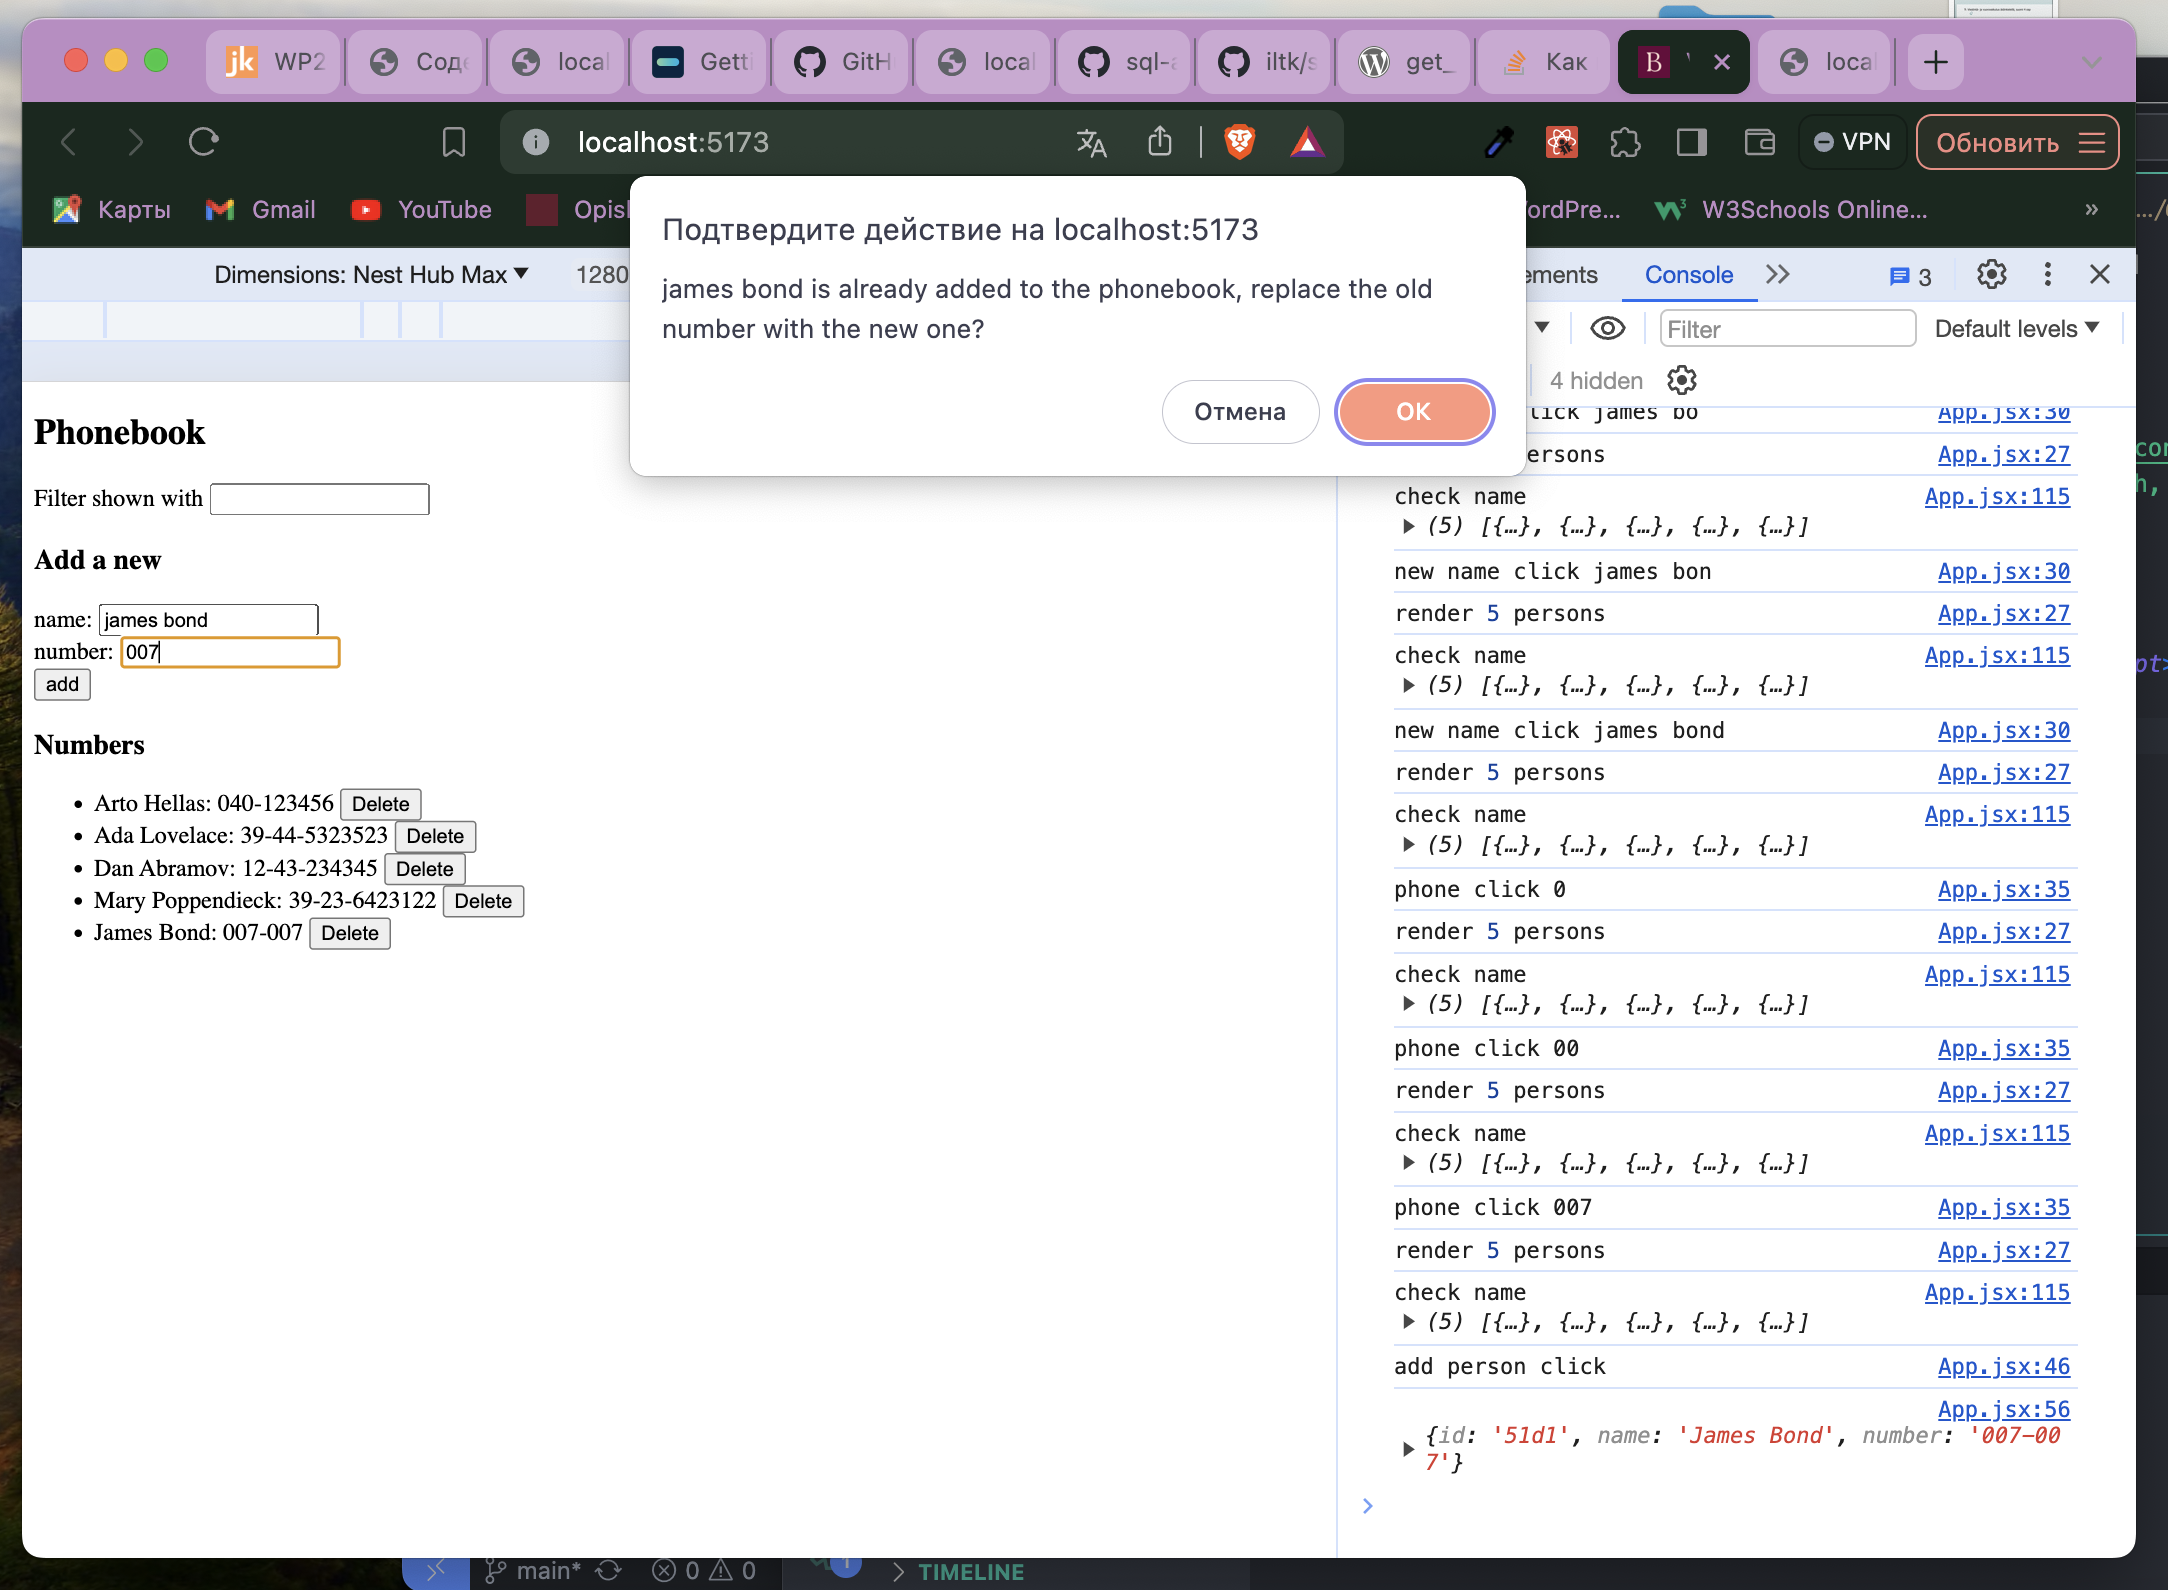 WP2
Соде
local
Getti
GitH
local
sql-a
iltk/s
get_
Как
local
localhost:5173
VPN
Обновить
Карты
Gmail
YouTube
Opis
ordPre...
W3Schools Online...
Подтвердите действие на localhost:5173
james bond is already added to the phonebook, replace the old
number with the new one?
Отмена
OK
Dimensions: Nest Hub Max
1280
ements
Console
3
Filter
Default levels
4 hidden
Phonebook
Filter shown with
Add a new
name: james bond
number: 007
add
Numbers
Arto Hellas: 040-123456 Delete
Ada Lovelace: 39-44-5323523 Delete
Dan Abramov: 12-43-234345 Delete
Mary Poppendieck: 39-23-6423122 Delete
James Bond: 007-007 Delete
lick james bo App.jsx:30
ersons App.jsx:27
check name App.jsx:115
(5) [{…}, {…}, {…}, {…}, {…}]
new name click james bon App.jsx:30
render 5 persons App.jsx:27
check name App.jsx:115
(5) [{…}, {…}, {…}, {…}, {…}]
new name click james bond App.jsx:30
render 5 persons App.jsx:27
check name App.jsx:115
(5) [{…}, {…}, {…}, {…}, {…}]
phone click 0 App.jsx:35
render 5 persons App.jsx:27
check name App.jsx:115
(5) [{…}, {…}, {…}, {…}, {…}]
phone click 00 App.jsx:35
render 5 persons App.jsx:27
check name App.jsx:115
(5) [{…}, {…}, {…}, {…}, {…}]
phone click 007 App.jsx:35
render 5 persons App.jsx:27
check name App.jsx:115
(5) [{…}, {…}, {…}, {…}, {…}]
add person click App.jsx:46
App.jsx:56
{id: '51d1', name: 'James Bond', number: '007-00
7'}
main* 0 0
1
TIMELINE